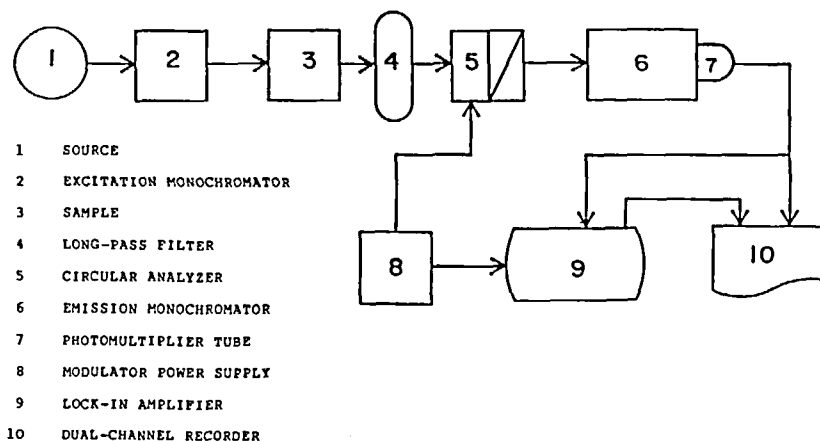 1
2
3
4
5
6
7
8
9
10
1 SOURCE
2 EXCITATION MONOCHROMATOR
3 SAMPLE
4 LONG-PASS FILTER
5 CIRCULAR ANALYZER
6 EMISSION MONOCHROMATOR
7 PHOTOMULTIPLIER TUBE
8 MODULATOR POWER SUPPLY
9 LOCK-IN AMPLIFIER
10 DUAL-CHANNEL RECORDER